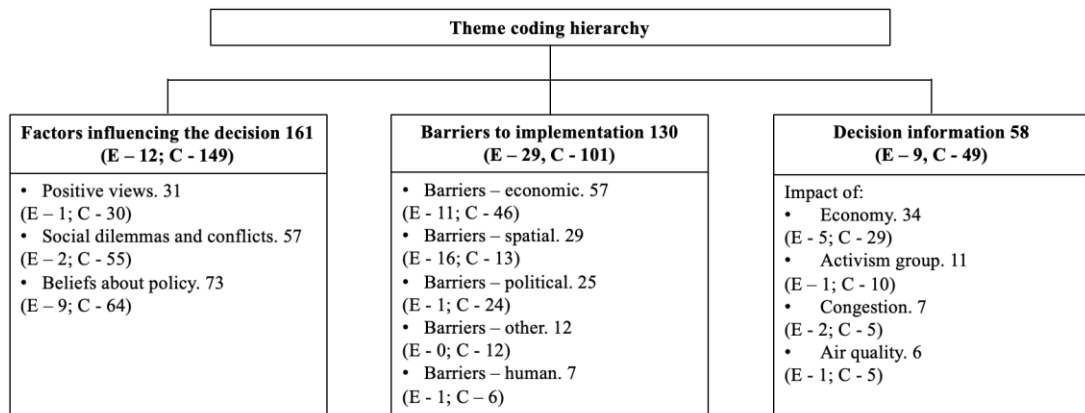 Theme coding hierarchy
Factors influencing the decision 161
(E – 12; C - 149)
• Positive views. 31
(E – 1; C - 30)
• Social dilemmas and conflicts. 57
(E – 2; C - 55)
• Beliefs about policy. 73
(E – 9; C - 64)
Barriers to implementation 130
(E – 29, C - 101)
• Barriers – economic. 57
(E - 11; C - 46)
• Barriers – spatial. 29
(E - 16; C - 13)
• Barriers – political. 25
(E - 1; C - 24)
• Barriers – other. 12
(E - 0; C - 12)
• Barriers – human. 7
(E - 1; C – 6)
Decision information 58
(E – 9, C - 49)
Impact of:
• Economy. 34
(E - 5; C - 29)
• Activism group. 11
(E – 1; C - 10)
• Congestion. 7
(E - 2; C - 5)
• Air quality. 6
(E - 1; C - 5)